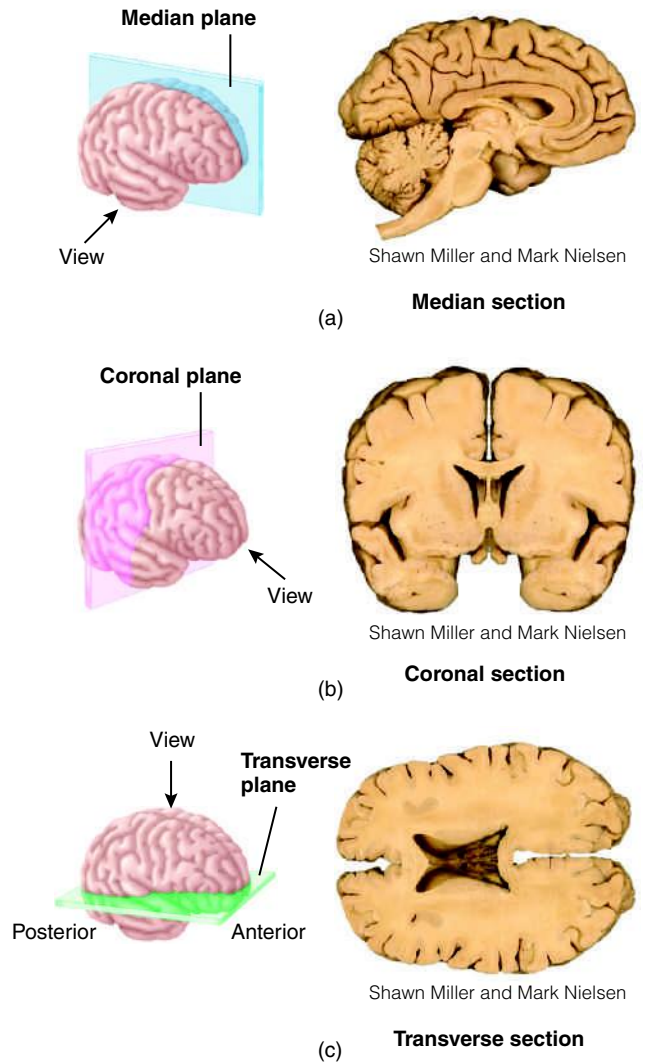 Median plane
View
Shawn Miller and Mark Nielsen
Median section
(a)
Coronal plane
View
Shawn Miller and Mark Nielsen
Coronal section
(b)
View
Transverse
plane
Posterior
Anterior
Shawn Miller and Mark Nielsen
Transverse section
(c)